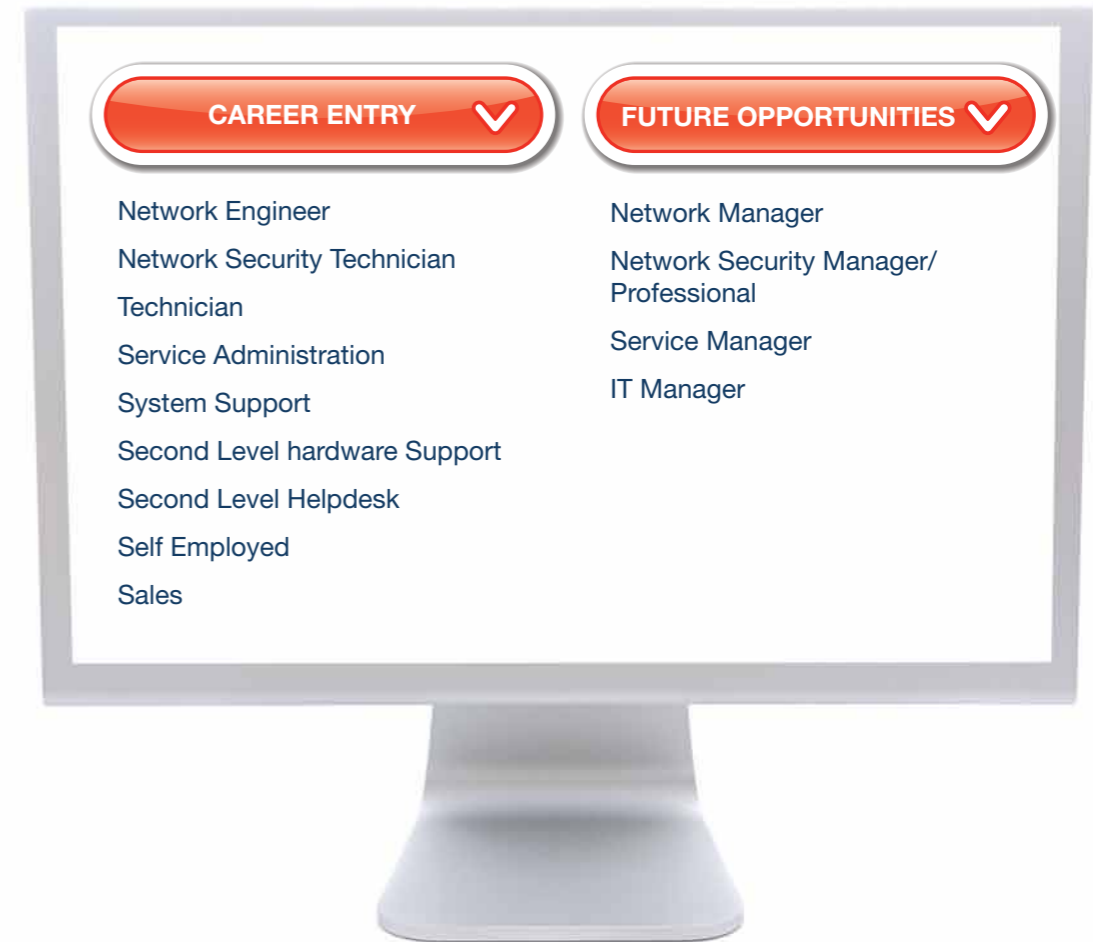 CAREER ENTRY
Network Engineer
Network Security Technician
Technician
Service Administration
System Support
Second Level hardware Support
Second Level Helpdesk
Self Employed
Sales
FUTURE OPPORTUNITIES
Network Manager
Network Security Manager/
Professional
Service Manager
IT Manager